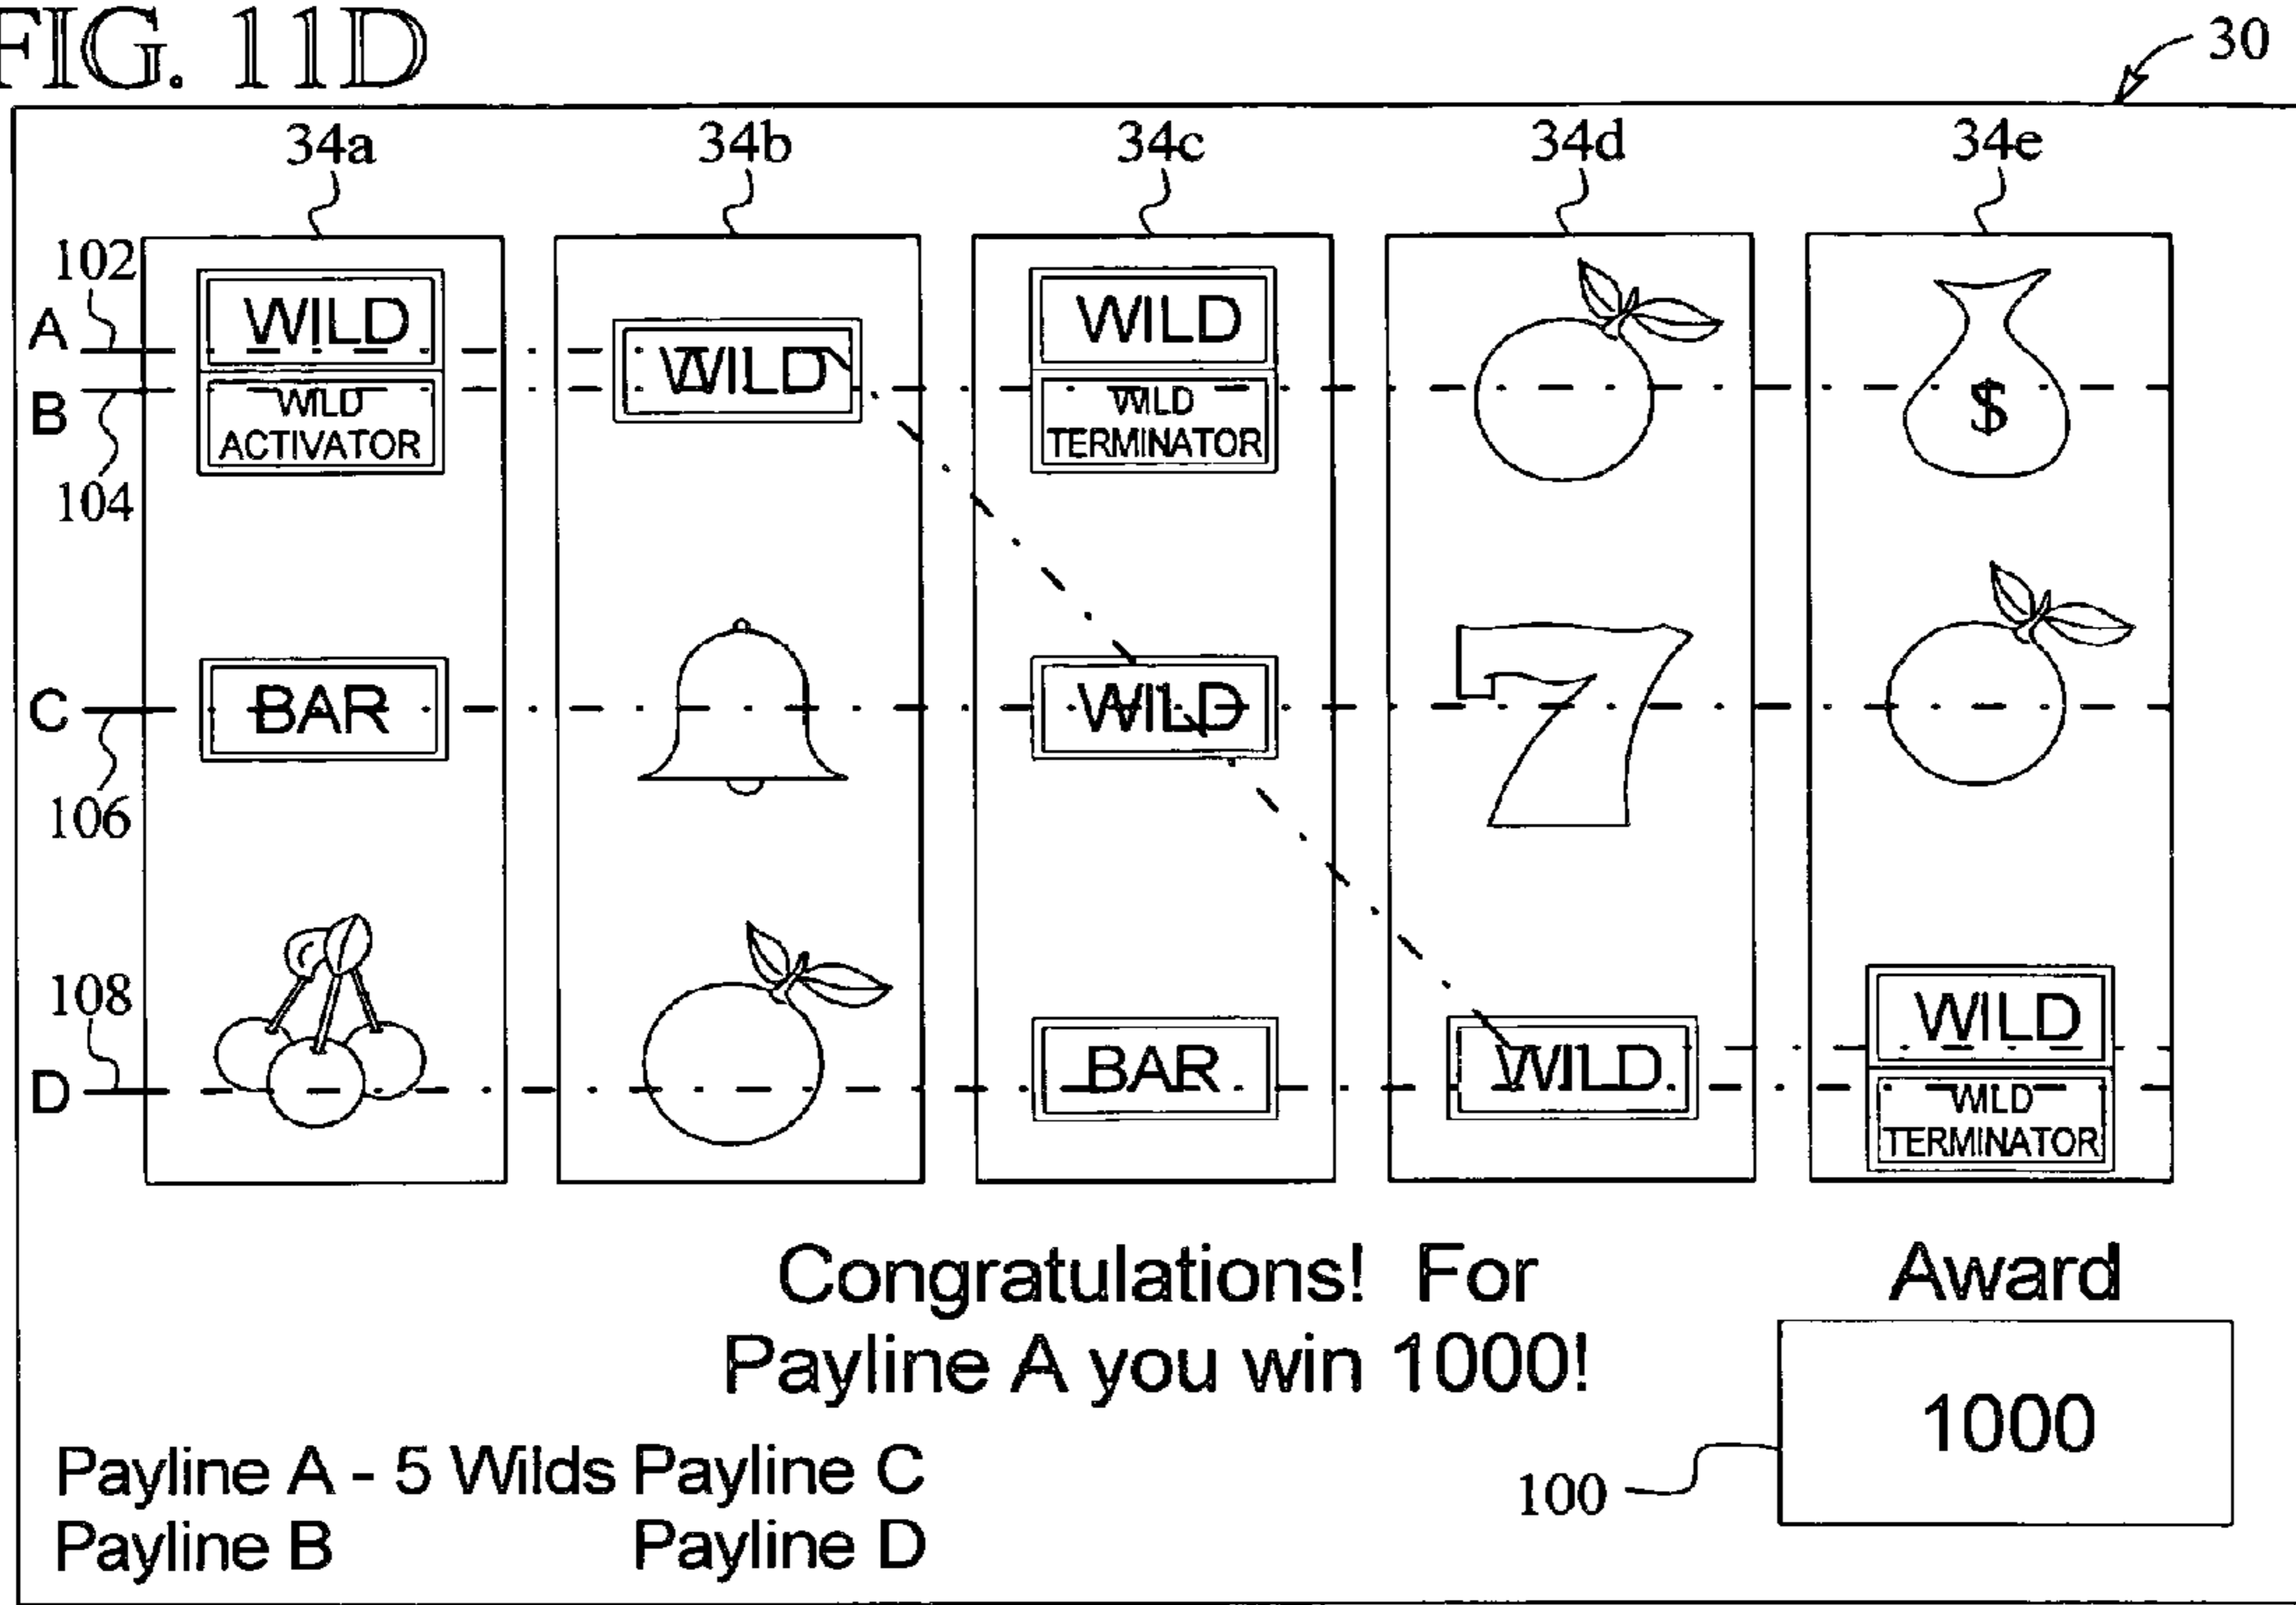 FIG. 11D
30
34a 34b 34c 34d 34e
102
A
B
104
WILD
WILD
ACTIVATOR
WILD
WILD
WILD
TERMINATOR
$
C
106
BAR
WILD
7
108
D
BAR
WILD
WILD
WILD
TERMINATOR
Congratulations! For
Payline A you win 1000!
Award
1000
100
Payline A - 5 Wilds Payline C
Payline B Payline D